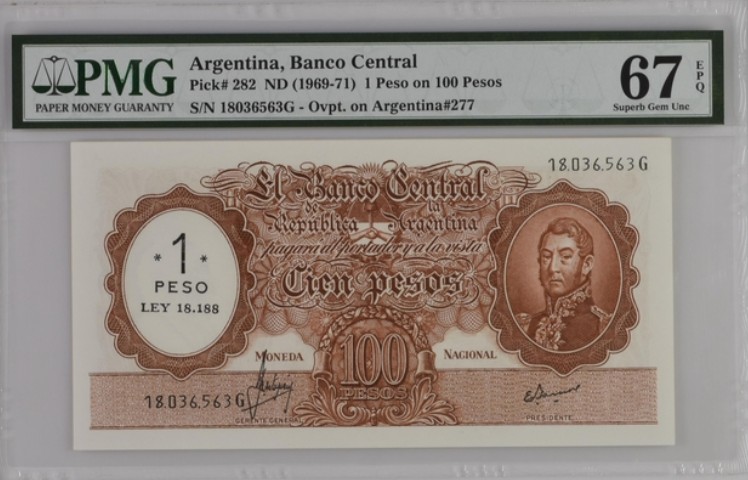 PMG
PAPER MONEY GUARANTY
Argentina, Banco Central
Pick# 282 ND (1969-71) 1 Peso on 100 Pesos
S/N 18036563G - Ovpt. on Argentina#277
67 EPQ
Superb Gem Unc
18.036.563 G
El Banco Central
de la
República Argentina
pagará al portador y a la vista
Cien pesos
* 1 *
PESO
LEY 18.188
MONEDA NACIONAL
100
PESOS
18.036.563 G
GERENTE GENERAL
PRESIDENTE